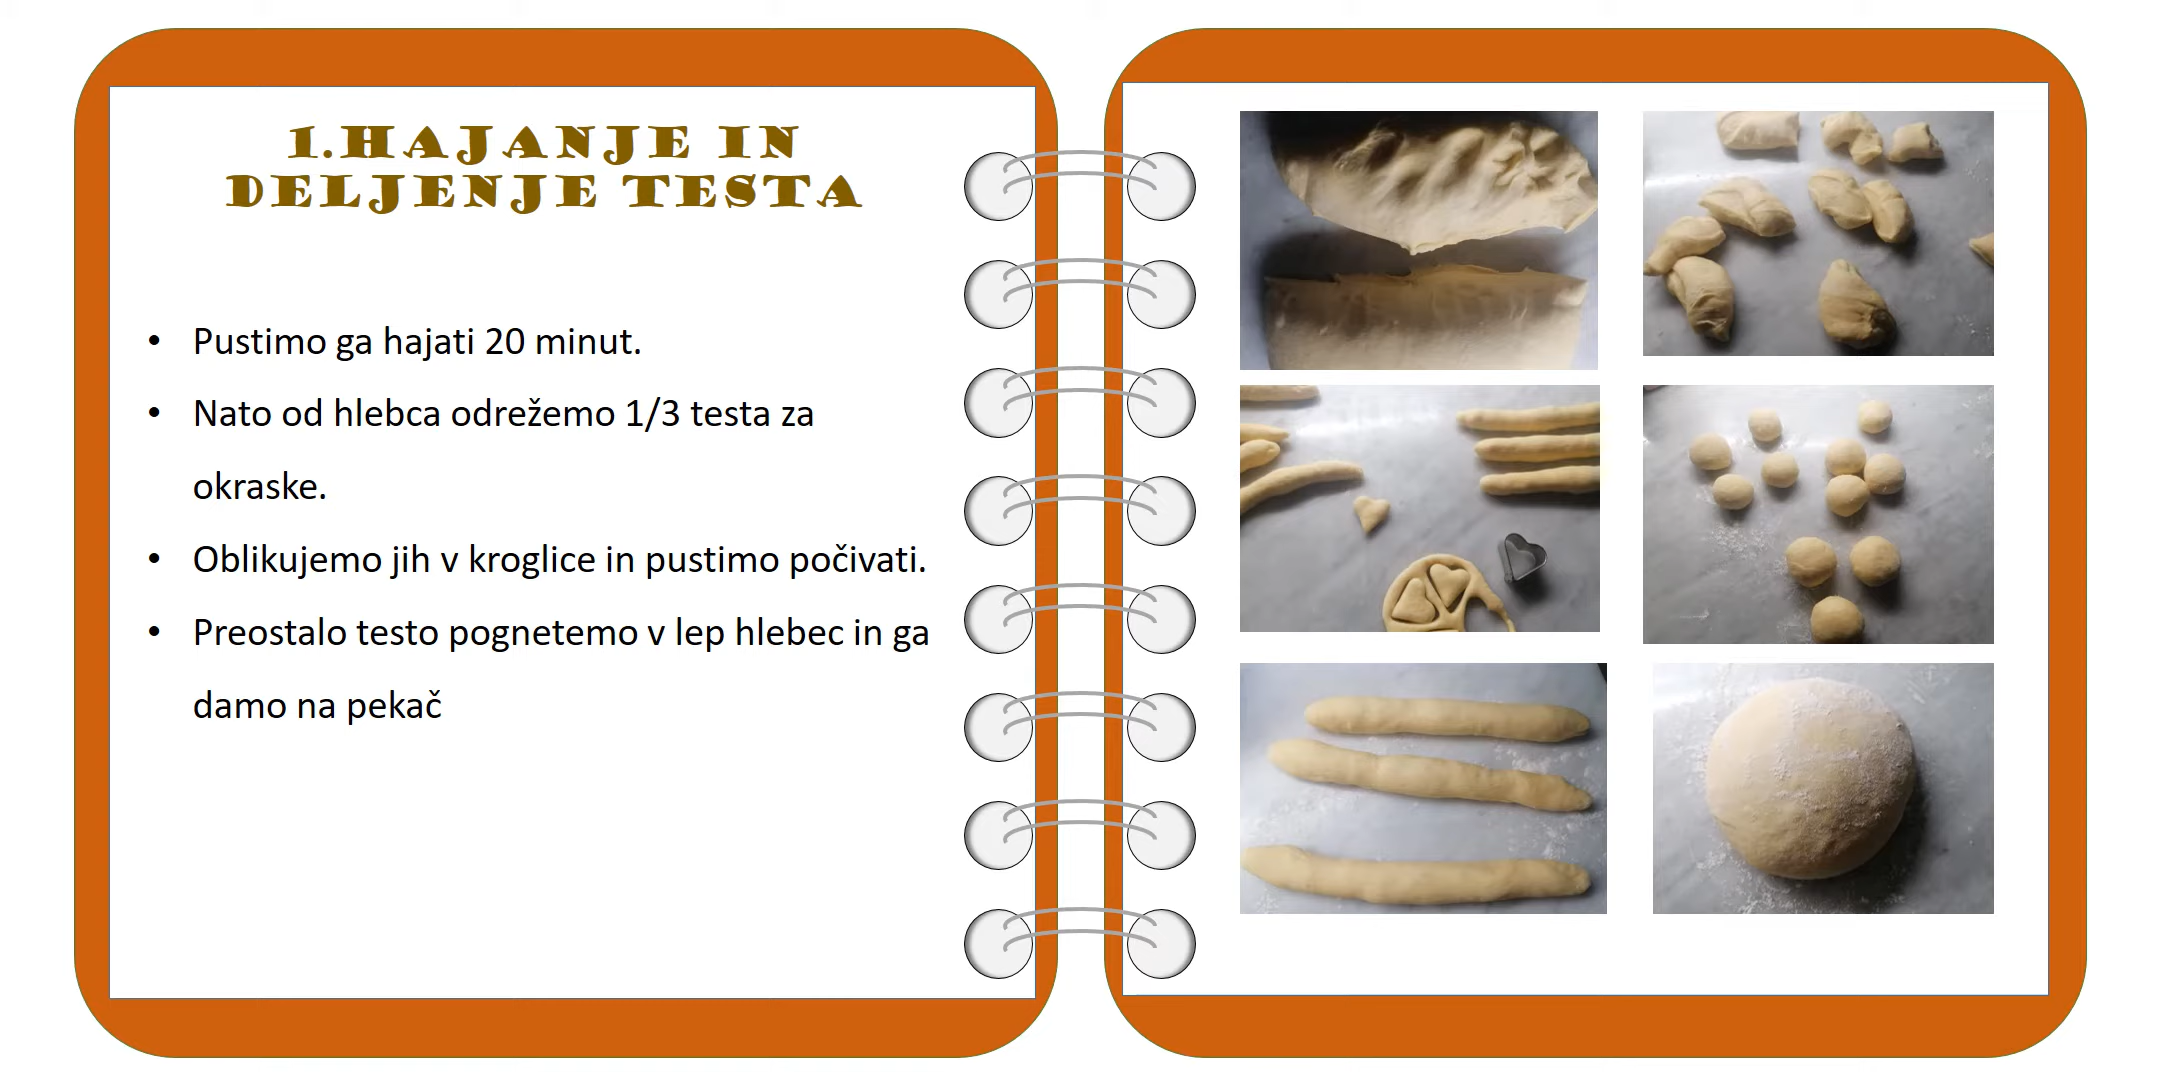 1.HAJANJE IN
DELJENJE TESTA
• Pustimo ga hajati 20 minut.
• Nato od hlebca odrežemo 1/3 testa za
okraske.
• Oblikujemo jih v kroglice in pustimo počivati.
• Preostalo testo pognetemo v lep hlebec in ga
damo na pekač